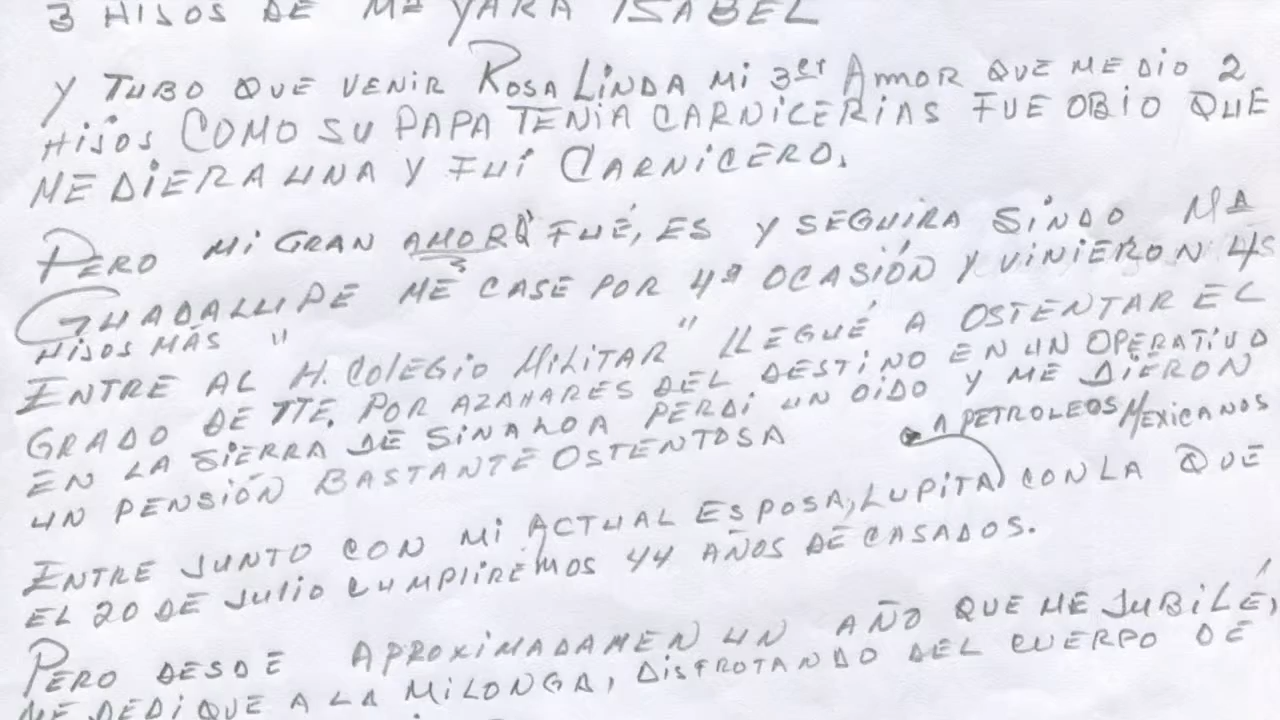 3 HIJOS DE Mª YARA ISABEL
Y TUBO QUE VENIR ROSA LINDA MI 3er AMOR QUE ME DIO 2
HIJOS COMO SU PAPA TENIA CARNICERIAS FUE OBIO QUE
ME DIERA UNA Y FUI CARNICERO.
PERO MI GRAN AMOR FUÉ, ES Y SEGUIRA SINDO Mª
GUADALUPE ME CASE POR 4ª OCASIÓN Y VINIERON 4
HIJOS MÁS "
ENTRE AL H. COLEGIO MILITAR " LLEGUÉ A OSTENTAR EL
GRADO DE TTE. POR AZAHARES DEL DESTINO EN UN OPERATIVO
EN LA SIERRA DE SINALOA PERDI UN OIDO Y ME DIERON
UN PENSIÓN BASTANTE OSTENTOSA
A PETROLEOS MEXICANOS
ENTRE JUNTO CON MI ACTUAL ESPOSA, LUPITA CON LA QUE
EL 20 DE JULIO CUMPLIREMOS 44 AÑOS DE CASADOS.
PERO DESDE APROXIMADAMEN UN AÑO QUE ME JUBILÉ,
ME DEDIQUE A LA MILONGA, DISFROTANDO DEL CUERPO DE